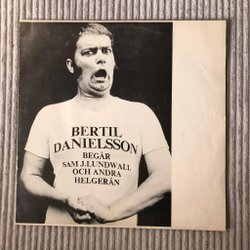 BERTIL
DANIELSSON
BEGÅR
SAM J. LUNDWALL
OCH ANDRA
HELGERÅN